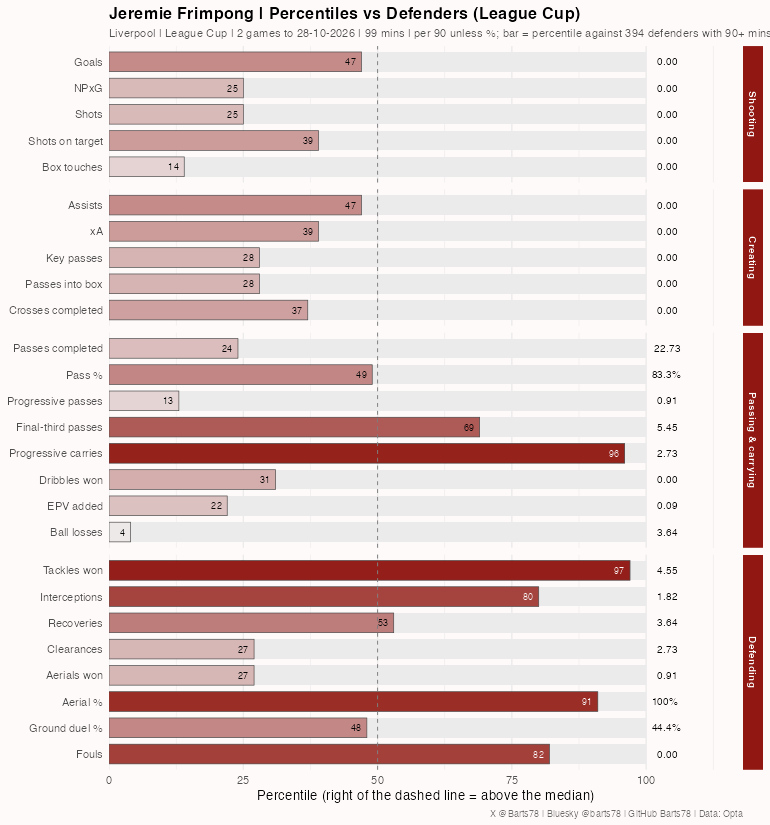 Jeremie Frimpong | Percentiles vs Defenders (League Cup)
Liverpool | League Cup | 2 games to 28-10-2026 | 99 mins | per 90 unless %; bar = percentile against 394 defenders with 90+ mins
Goals 47 0.00
NPxG 25 0.00
Shots 25 0.00
Shots on target 39 0.00
Box touches 14 0.00
Shooting
Assists 47 0.00
xA 39 0.00
Key passes 28 0.00
Passes into box 28 0.00
Crosses completed 37 0.00
Creating
Passes completed 24 22.73
Pass % 49 83.3%
Progressive passes 13 0.91
Final-third passes 69 5.45
Progressive carries 96 2.73
Dribbles won 31 0.00
EPV added 22 0.09
Ball losses 4 3.64
Passing & carrying
Tackles won 97 4.55
Interceptions 80 1.82
Recoveries 53 3.64
Clearances 27 2.73
Aerials won 27 0.91
Aerial % 91 100%
Ground duel % 48 44.4%
Fouls 82 0.00
Defending
0 25 50 75 100
Percentile (right of the dashed line = above the median)
X @Barts78 | Bluesky @barts78 | GitHub Barts78 | Data: Opta